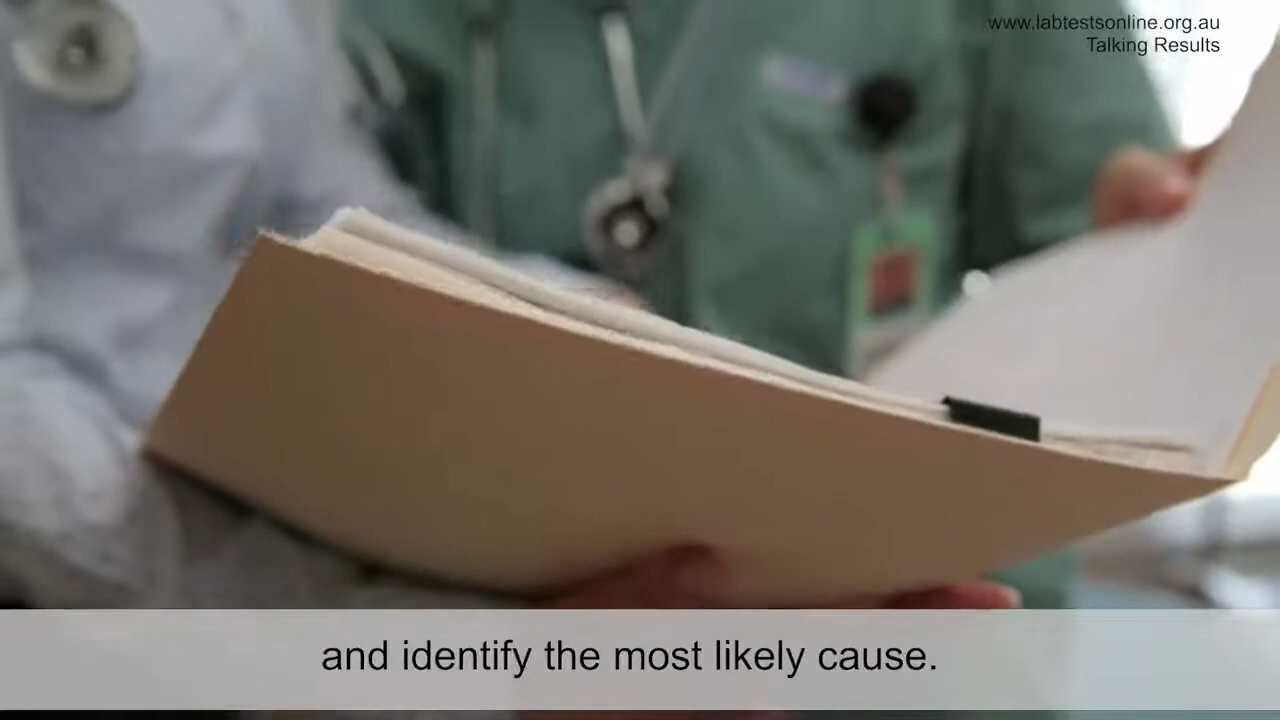 www.labtestsonline.org.au
Talking Results
and identify the most likely cause.